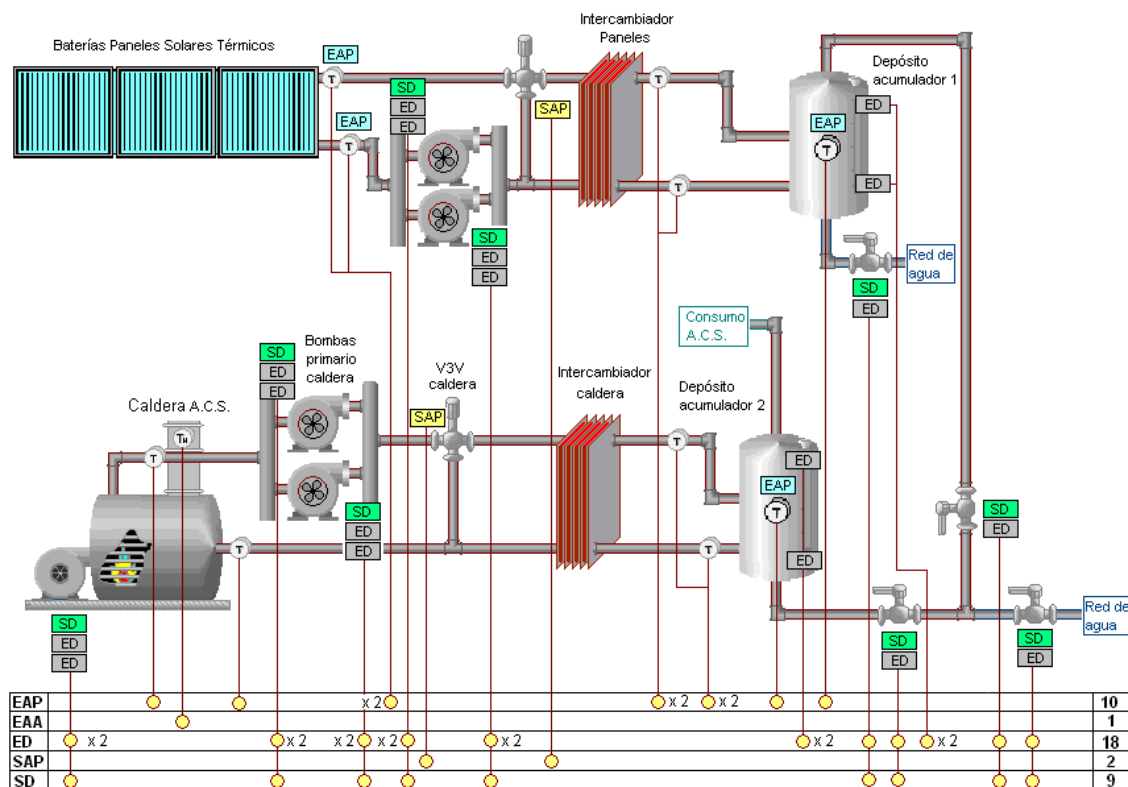 Intercambiador
Paneles
Baterías Paneles Solares Térmicos
EAP
Depósito
acumulador 1
SD
ED
ED
SAP
ED
EAP
EAP
T
T
T
T
T
T
ED
SD
ED
ED
Red de
agua
SD
ED
Consumo
A.C.S.
Bombas
primario
caldera
SD
ED
ED
V3V
caldera
Intercambiador
caldera
Depósito
acumulador 2
Caldera A.C.S.
SAP
TH
T
T
ED
EAP
T
SD
ED
SD
ED
ED
T
T
ED
Red de
agua
SD
ED
ED
SD
ED
SD
ED
EAP x 2 x 2 x 2 10
EAA 1
ED x 2 x 2 x 2 x 2 x 2 x 2 x 2 18
SAP 2
SD 9